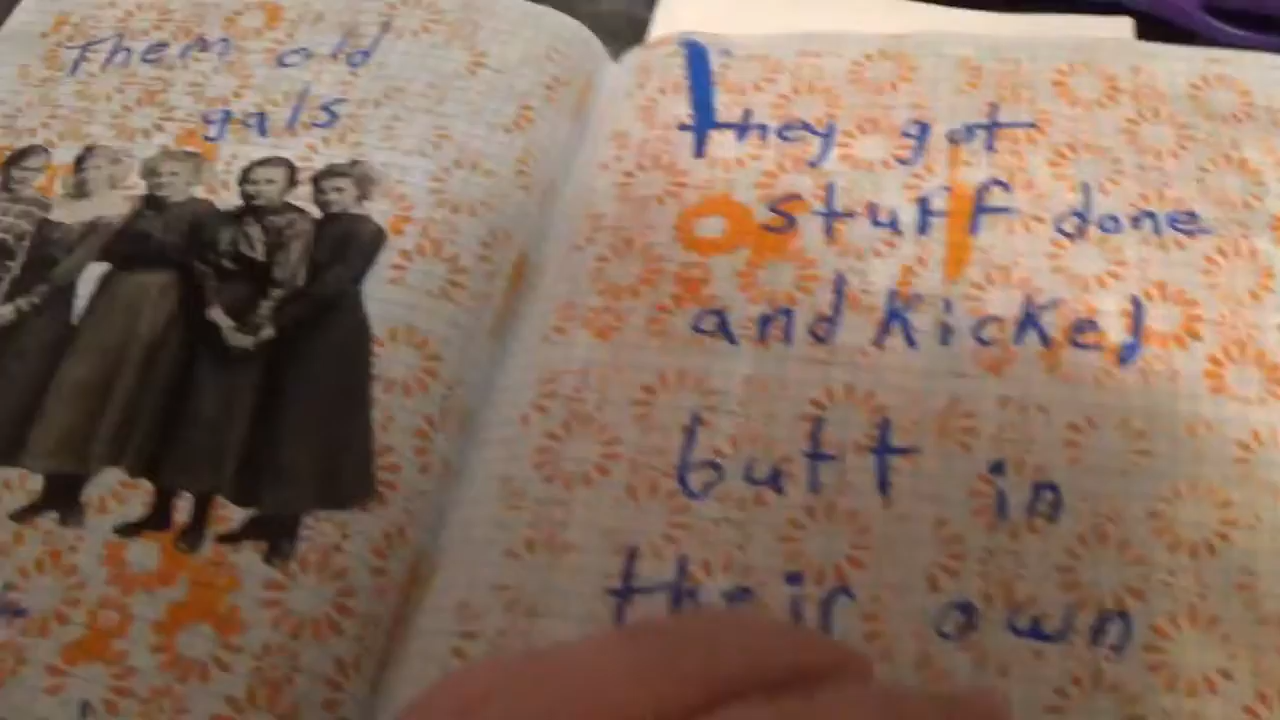 Them old
gals
They got
stuff done
and kicked
butt in
their own